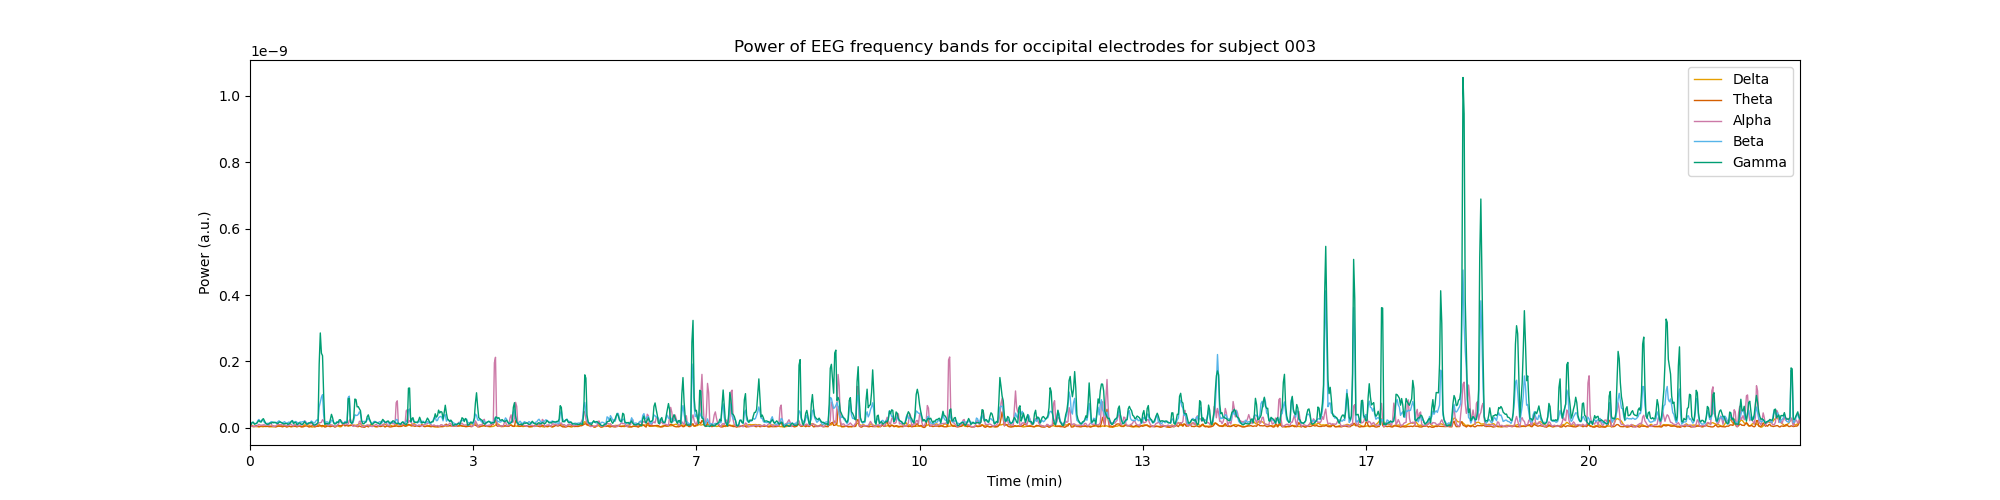 Power of EEG frequency bands for occipital electrodes for subject 003
1e−9
1.0
0.8
0.6
0.4
0.2
0.0
Power (a.u.)
Delta
Theta
Alpha
Beta
Gamma
0 3 7 10 13 17 20
Time (min)